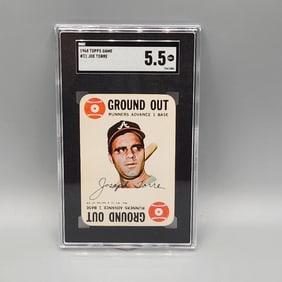 1968 TOPPS GAME
#21 JOE TORRE
5.5
GROUND OUT
RUNNERS ADVANCE 1 BASE
Joseph Torre
GROUND OUT
RUNNERS ADVANCE 1 BASE